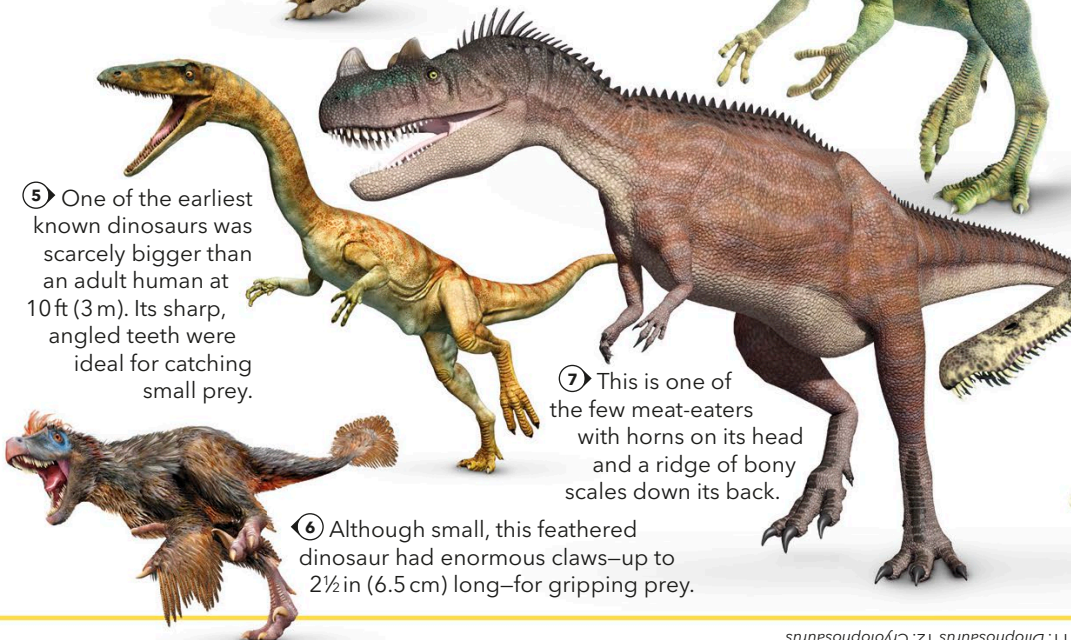 5 One of the earliest
known dinosaurs was
scarcely bigger than
an adult human at
10 ft (3 m). Its sharp,
angled teeth were
ideal for catching
small prey.
7 This is one of
the few meat-eaters
with horns on its head
and a ridge of bony
scales down its back.
6 Although small, this feathered
dinosaur had enormous claws—up to
2½ in (6.5 cm) long—for gripping prey.
11: Dilophosaurus 12: Cryolophosaurus